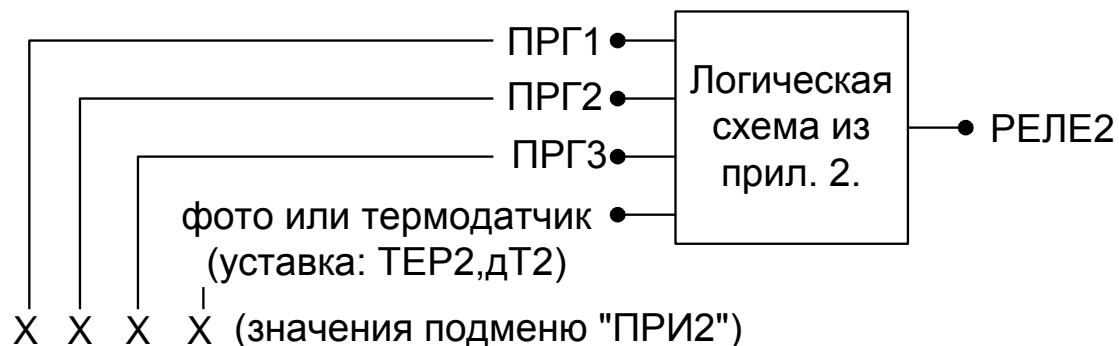 ПРГ1
ПРГ2
ПРГ3
фото или термодатчик
(уставка: ТЕР2,дТ2)
Логическая
схема из
прил. 2.
РЕЛЕ2
Х Х Х Х (значения подменю "ПРИ2")